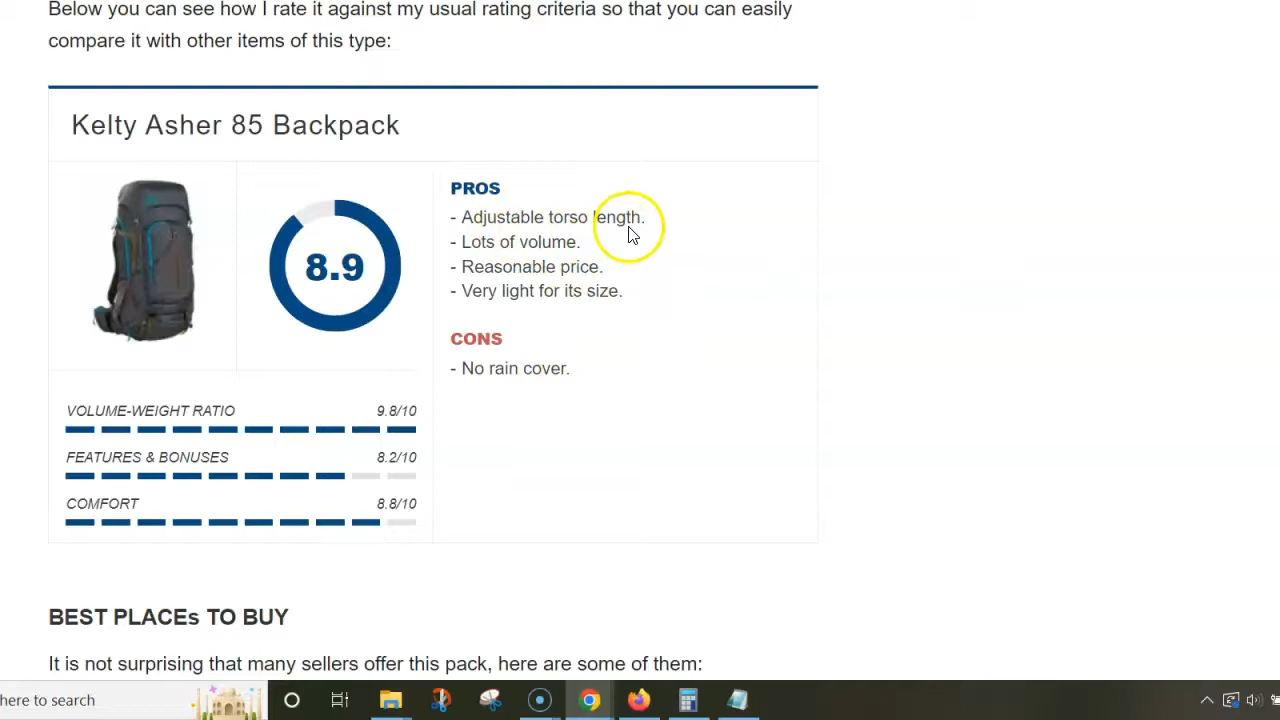 Below you can see how I rate it against my usual rating criteria so that you can easily
compare it with other items of this type:
Kelty Asher 85 Backpack
8.9
PROS
- Adjustable torso length.
- Lots of volume.
- Reasonable price.
- Very light for its size.
CONS
- No rain cover.
VOLUME-WEIGHT RATIO 9.8/10
FEATURES & BONUSES 8.2/10
COMFORT 8.8/10
BEST PLACEs TO BUY
It is not surprising that many sellers offer this pack, here are some of them:
here to search